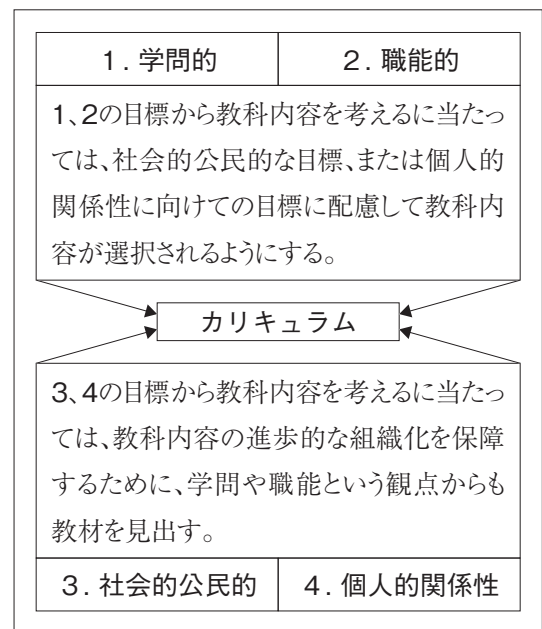 1．学問的
2．職能的
1、2の目標から教科内容を考えるに当たっ
ては、社会的公民的な目標、または個人的
関係性に向けての目標に配慮して教科内
容が選択されるようにする。
カリキュラム
3、4の目標から教科内容を考えるに当たっ
ては、教科内容の進歩的な組織化を保障
するために、学問や職能という観点からも
教材を見出す。
3．社会的公民的
4．個人的関係性